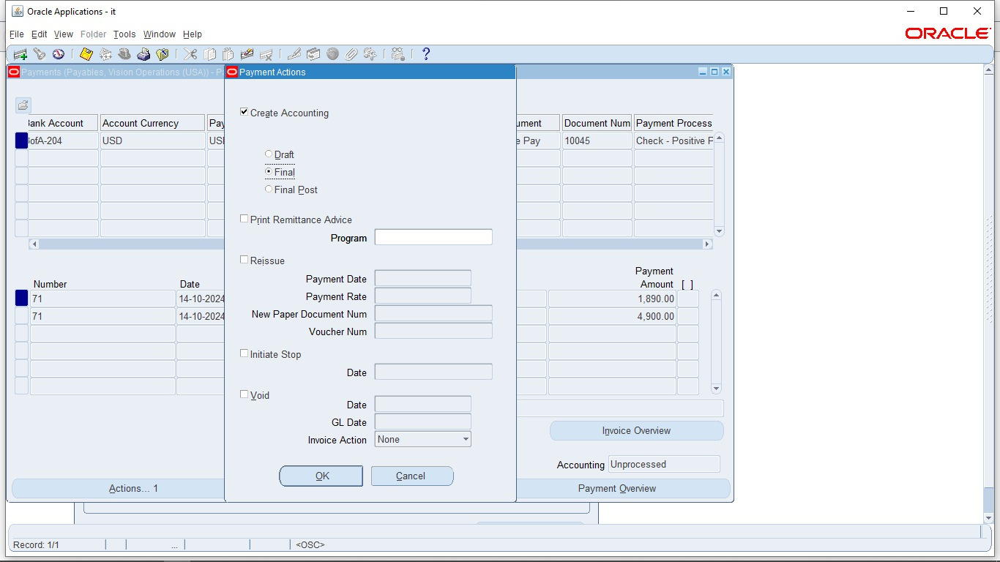 Oracle Applications - it
File Edit View Folder Tools Window Help
ORACLE
Payments (Payables, Vision Operations (USA)) - Pa
Payment Actions
Create Accounting
Bank Account Account Currency Pay
ument Document Num Payment Process
BofA-204 USD USD
e Pay 10045 Check - Positive P
Draft
Final
Final Post
Print Remittance Advice
Program
Reissue
Payment Date
Payment Rate
New Paper Document Num
Voucher Num
Initiate Stop
Date
Void
Date
GL Date
Invoice Action None
OK Cancel
Number Date
Payment
Amount [ ]
71 14-10-2024 1,890.00
71 14-10-2024 4,900.00
Invoice Overview
Accounting Unprocessed
Actions... 1 Payment Overview
Record: 1/1 ... <OSC>